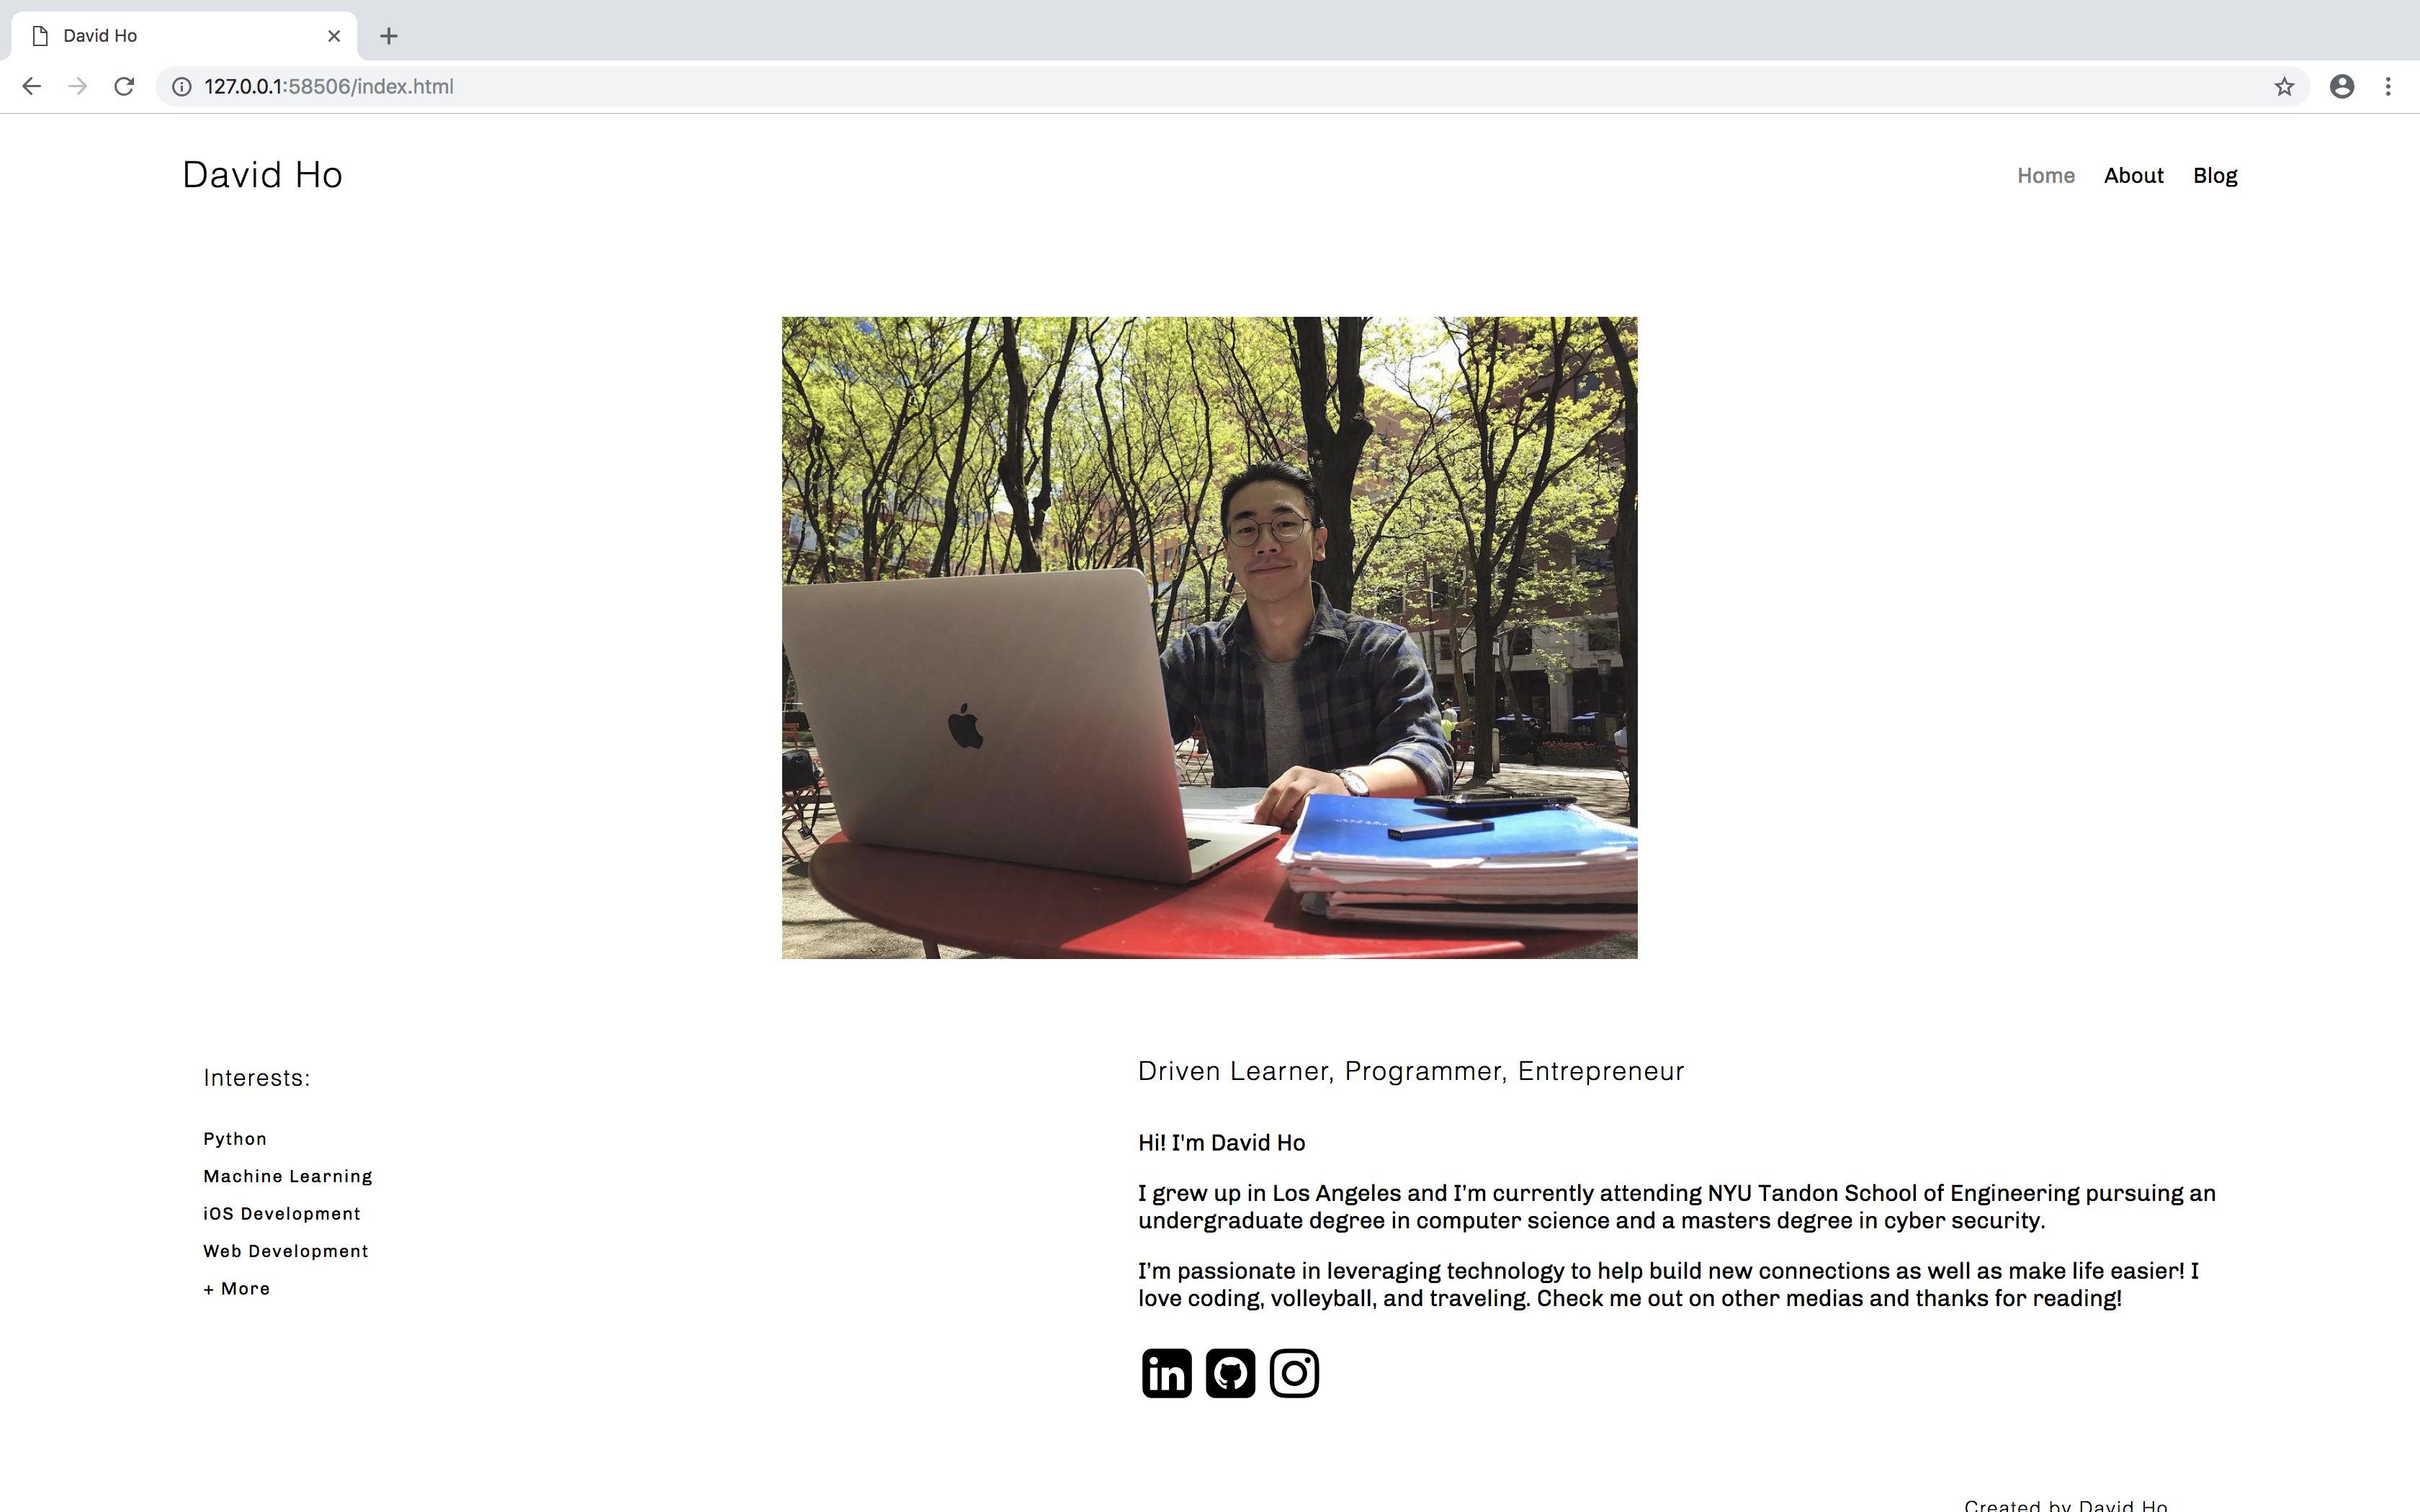 David Ho
127.0.0.1:58506/index.html
David Ho
Home About Blog
Interests:
Python
Machine Learning
iOS Development
Web Development
+ More
Driven Learner, Programmer, Entrepreneur
Hi! I'm David Ho
I grew up in Los Angeles and I'm currently attending NYU Tandon School of Engineering pursuing an
undergraduate degree in computer science and a masters degree in cyber security.
I'm passionate in leveraging technology to help build new connections as well as make life easier! I
love coding, volleyball, and traveling. Check me out on other medias and thanks for reading!
in
Created by David Ho